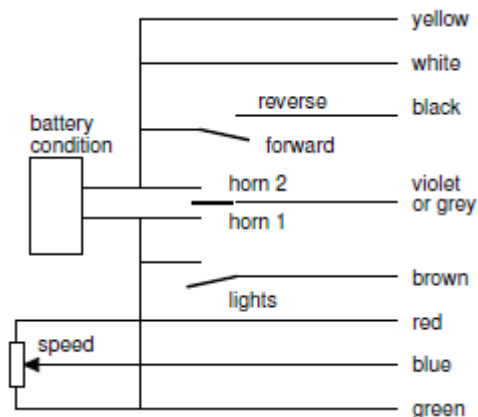 yellow
white
reverse
black
battery
condition
forward
horn 2
violet
or grey
horn 1
brown
lights
red
speed
blue
green